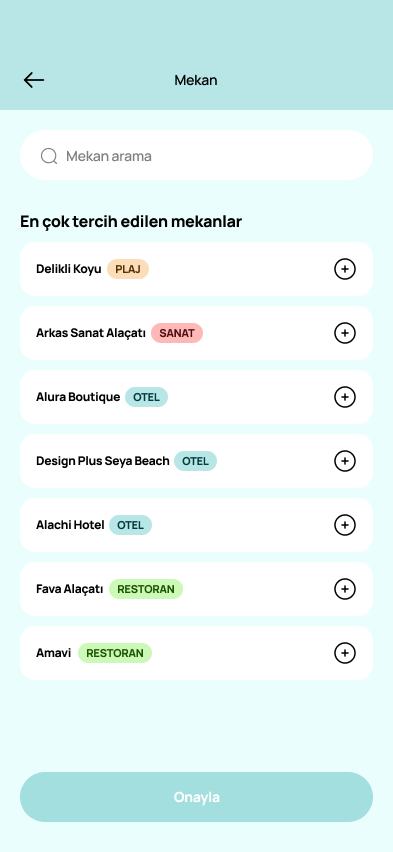 Mekan
Mekan arama
En çok tercih edilen mekanlar
Delikli Koyu PLAJ
Arkas Sanat Alaçatı SANAT
Alura Boutique OTEL
Design Plus Seya Beach OTEL
Alachi Hotel OTEL
Fava Alaçatı RESTORAN
Amavi RESTORAN
Onayla